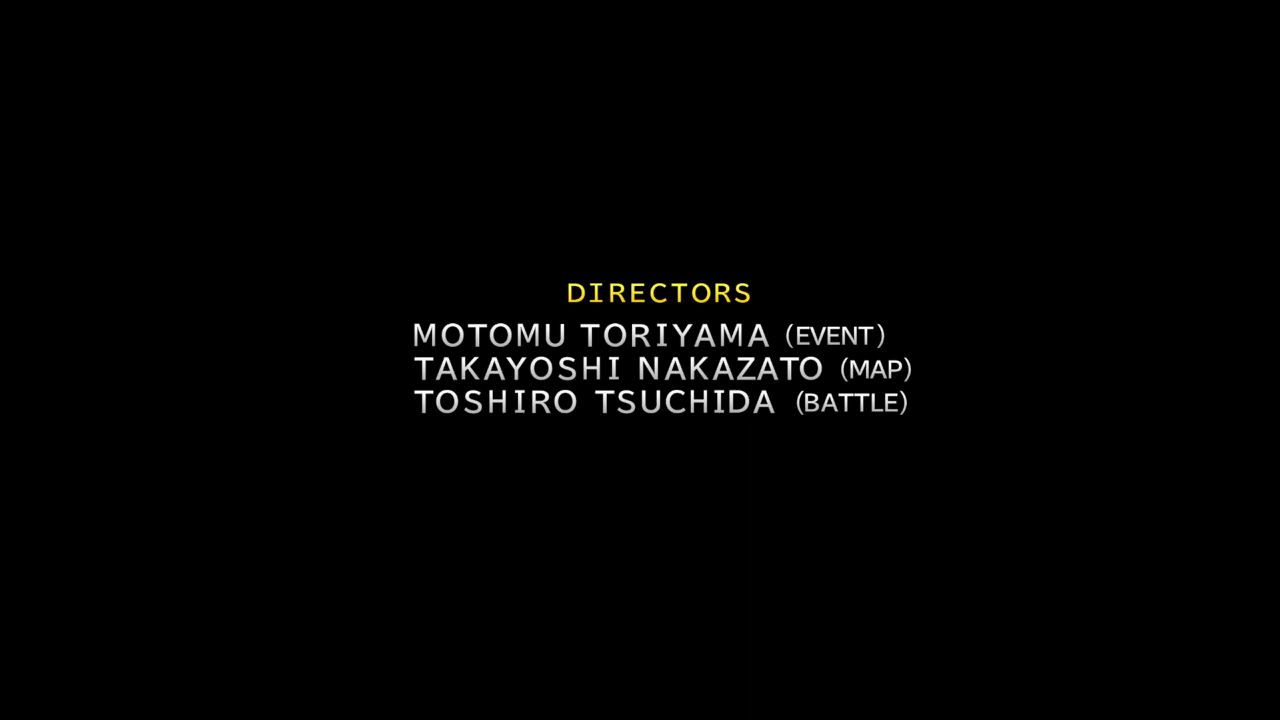 DIRECTORS
MOTOMU TORIYAMA (EVENT)
TAKAYOSHI NAKAZATO (MAP)
TOSHIRO TSUCHIDA (BATTLE)